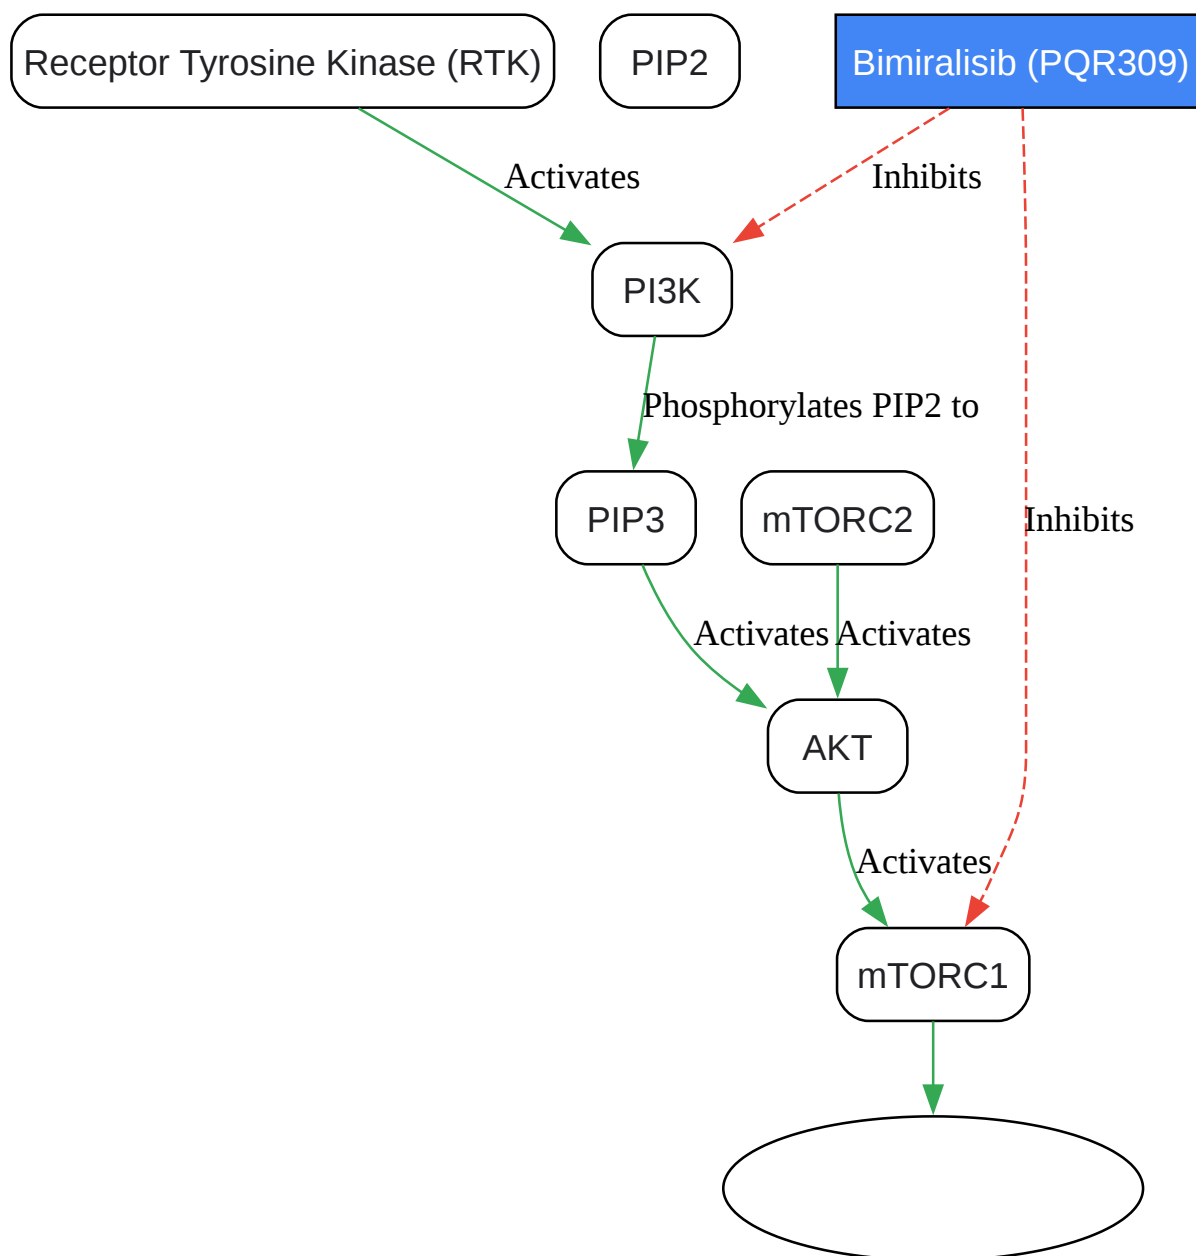 Receptor Tyrosine Kinase (RTK)
PIP2
Bimiralisib (PQR309)
Activates
Inhibits
PI3K
Phosphorylates PIP2 to
PIP3
mTORC2
Inhibits
Activates
Activates
AKT
Activates
mTORC1